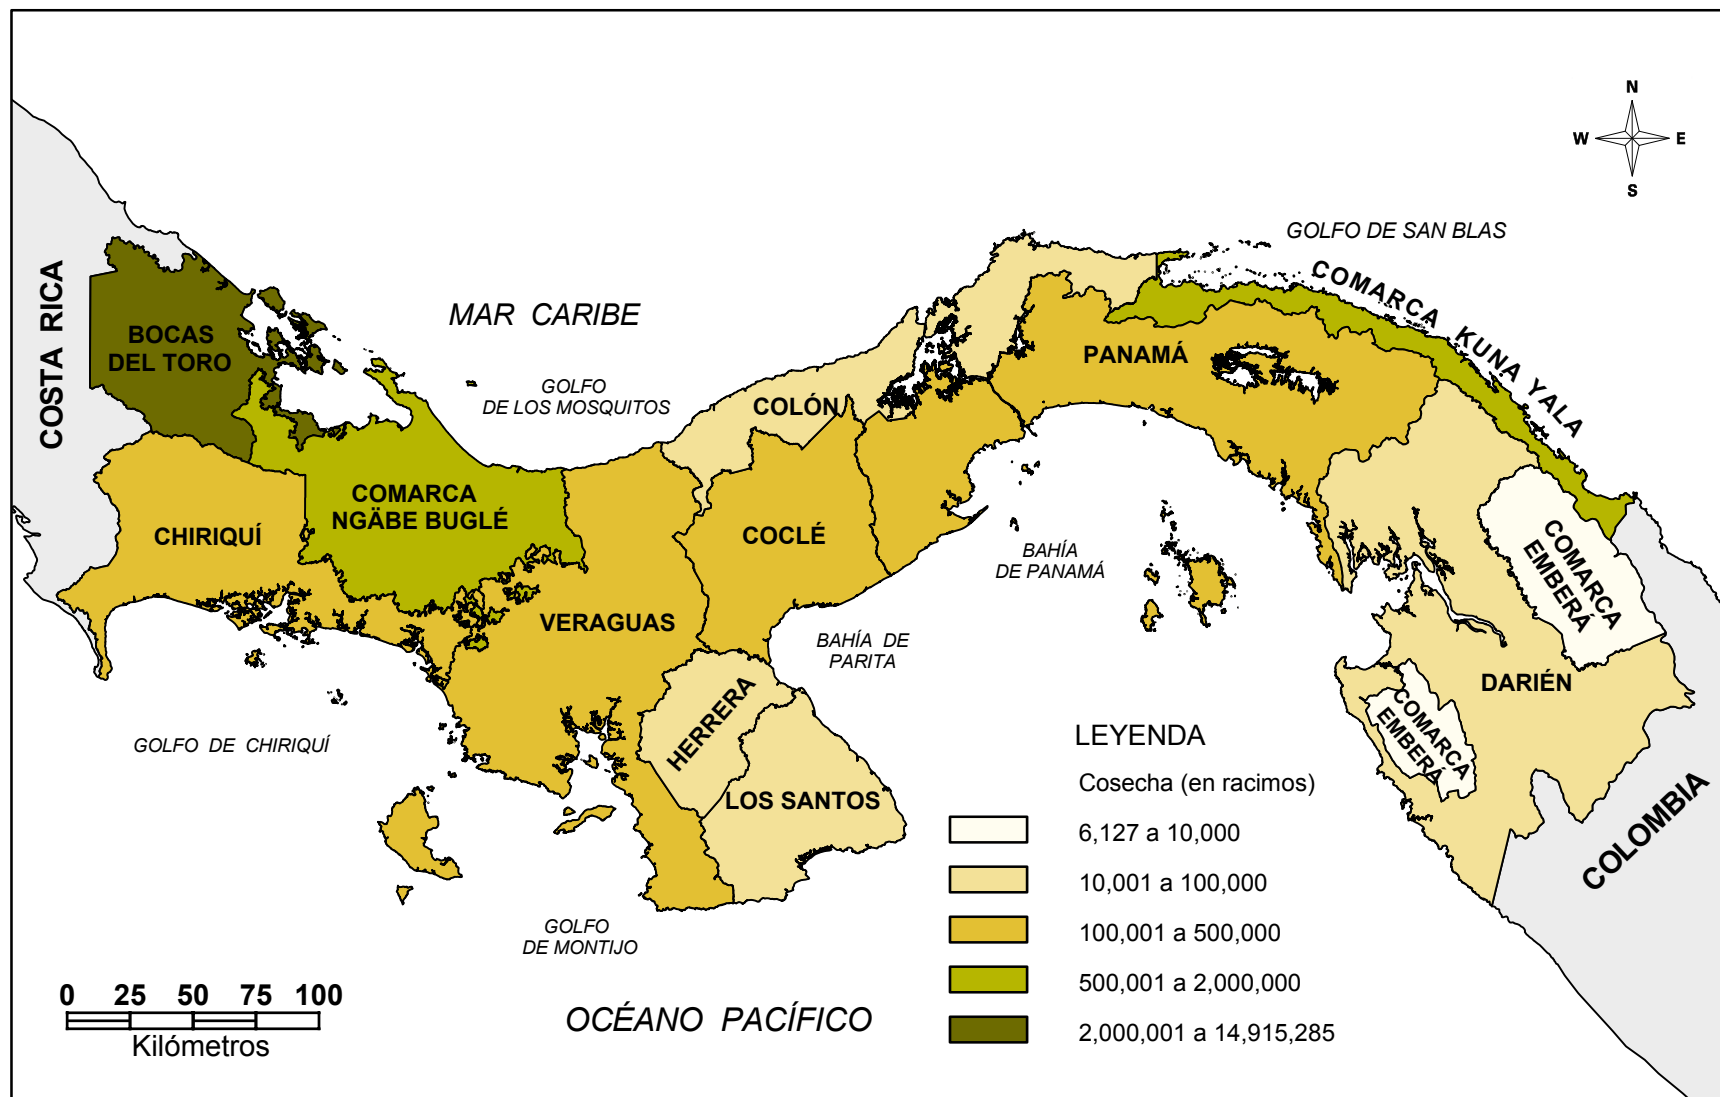 N
W E
S
GOLFO DE SAN BLAS
COMARCA KUNA YALA
COSTA RICA
MAR CARIBE
BOCAS
DEL TORO
PANAMÁ
GOLFO
DE LOS MOSQUITOS
COLÓN
COMARCA
NGÄBE BUGLÉ
CHIRIQUÍ
COCLÉ
BAHÍA
DE PANAMÁ
COMARCA
EMBERÁ
VERAGUAS
BAHÍA DE
PARITA
DARIÉN
HERRERA
COMARCA
EMBERÁ
GOLFO DE CHIRIQUÍ
LOS SANTOS
COLOMBIA
GOLFO
DE MONTIJO
OCÉANO PACÍFICO
LEYENDA
Cosecha (en racimos)
6,127 a 10,000
10,001 a 100,000
100,001 a 500,000
500,001 a 2,000,000
2,000,001 a 14,915,285
0 25 50 75 100
Kilómetros